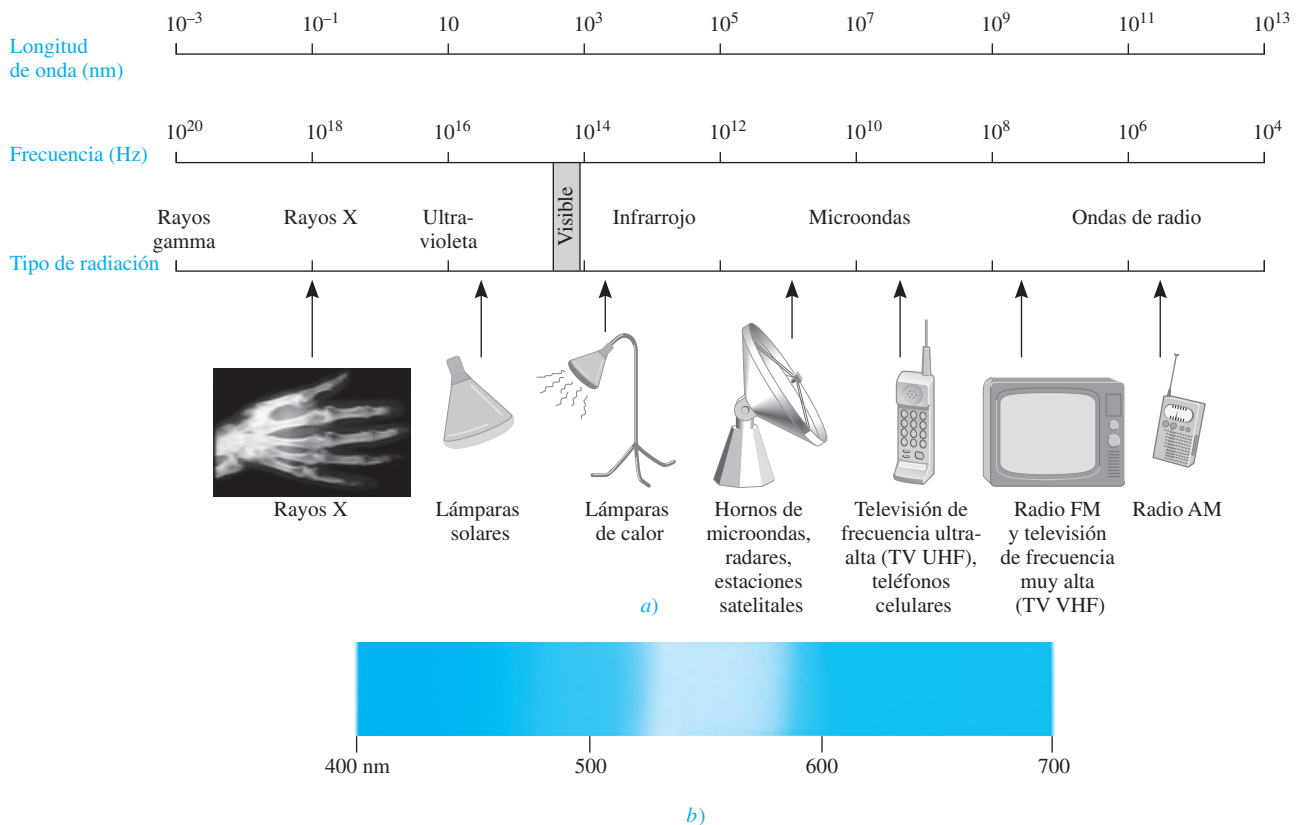 10⁻³ 10⁻¹ 10 10³ 10⁵ 10⁷ 10⁹ 10¹¹ 10¹³
Longitud
de onda (nm)
10²⁰ 10¹⁸ 10¹⁶ 10¹⁴ 10¹² 10¹⁰ 10⁸ 10⁶ 10⁴
Frecuencia (Hz)
Rayos
gamma
Rayos X
Ultra-
violeta
Visible
Infrarrojo
Microondas
Ondas de radio
Tipo de radiación
Rayos X
Lámparas
solares
Lámparas
de calor
Hornos de
microondas,
radares,
estaciones
satelitales
Televisión de
frecuencia ultra-
alta (TV UHF),
teléfonos
celulares
Radio FM
y televisión
de frecuencia
muy alta
(TV VHF)
Radio AM
a)
400 nm 500 600 700
b)